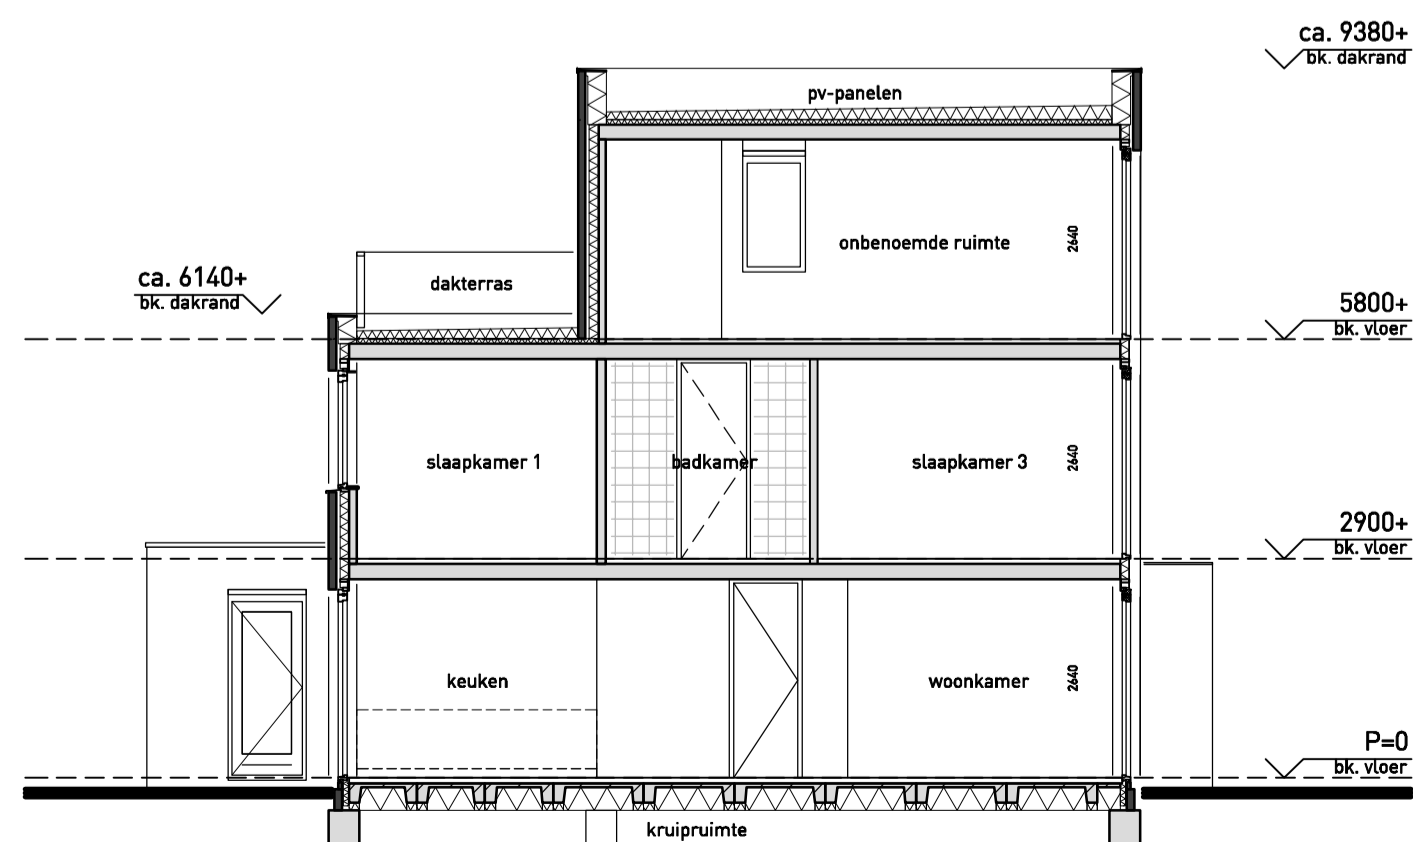 ca. 9380+
bk. dakrand
pv-panelen
onbenoemde ruimte
2640
dakterras
ca. 6140+
bk. dakrand
5800+
bk. vloer
slaapkamer 1
badkamer
slaapkamer 3
2640
2900+
bk. vloer
keuken
woonkamer
2640
P=0
bk. vloer
kruipruimte